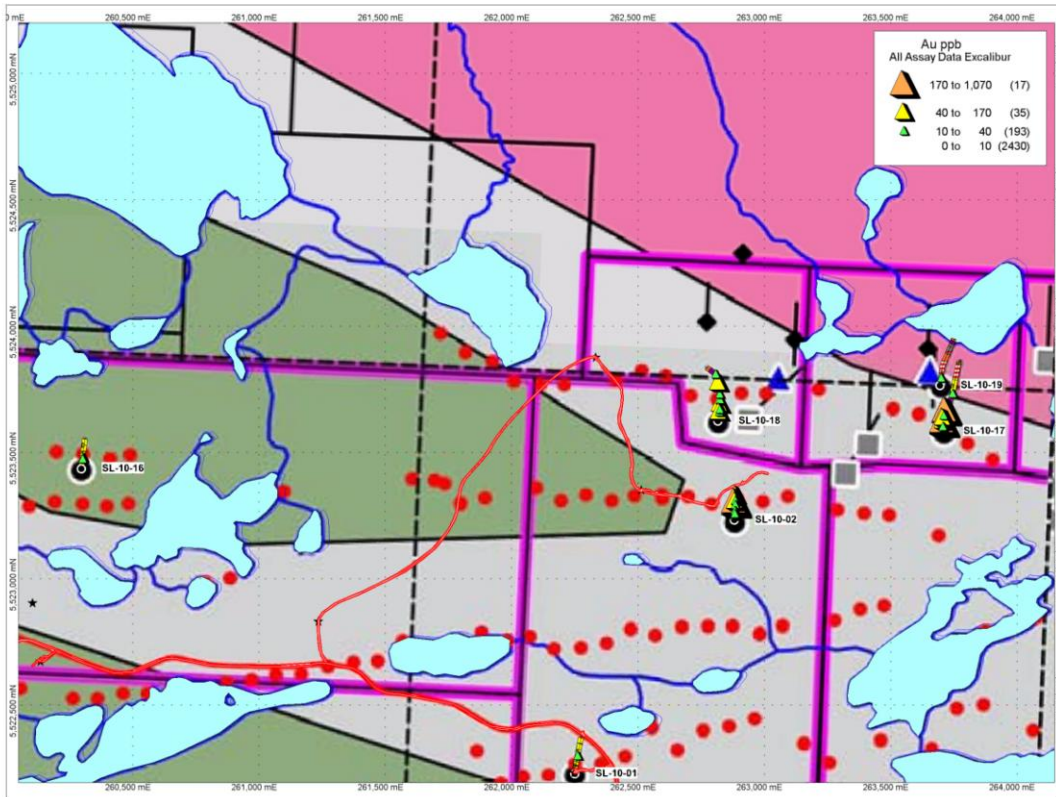 0 mE 260,500 mE 261,000 mE 261,500 mE 262,000 mE 262,500 mE 263,000 mE 263,500 mE 264,000 mE
Au ppb
All Assay Data Excalibur
170 to 1,070 (17)
40 to 170 (35)
10 to 40 (193)
0 to 10 (2430)
5,525,000 mN
5,524,500 mN
5,524,000 mN
5,523,500 mN
5,523,000 mN
5,522,500 mN
SL-10-19
SL-10-18
SL-10-17
SL-10-16
SL-10-02
SL-10-01
260,500 mE 261,000 mE 261,500 mE 262,000 mE 262,500 mE 263,000 mE 263,500 mE 264,000 mE